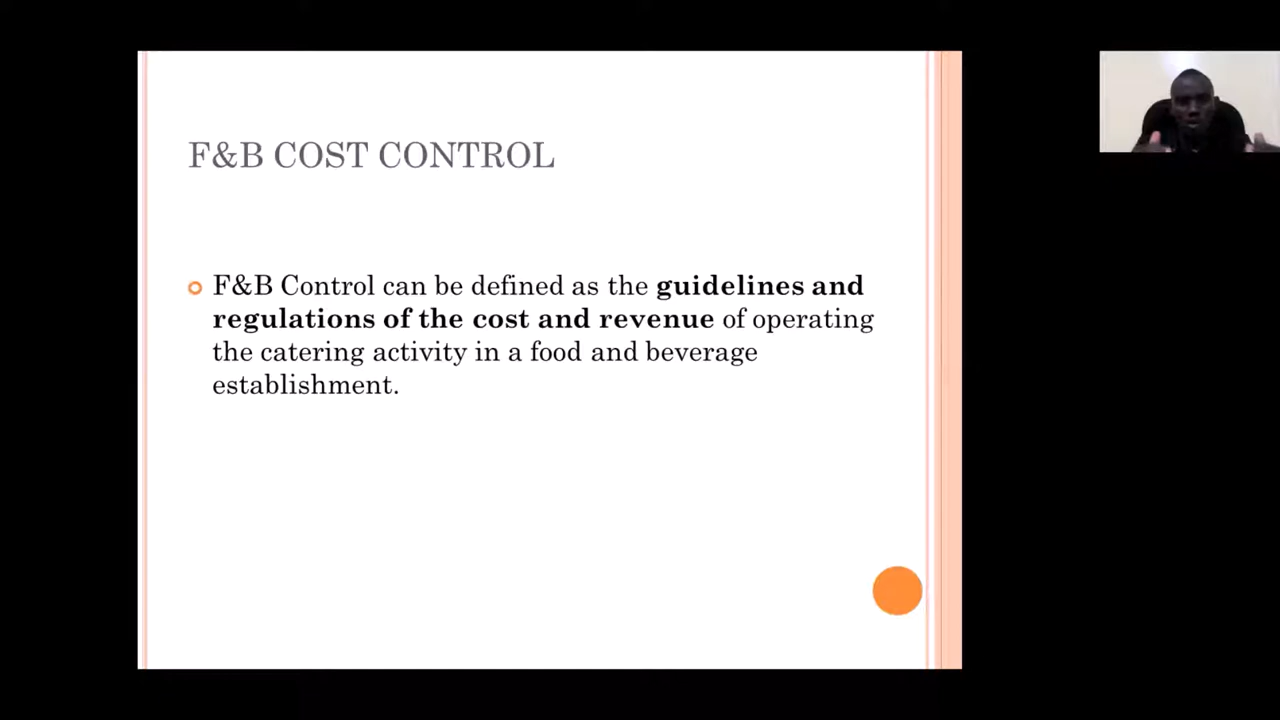 F&B COST CONTROL
F&B Control can be defined as the guidelines and
regulations of the cost and revenue of operating
the catering activity in a food and beverage
establishment.